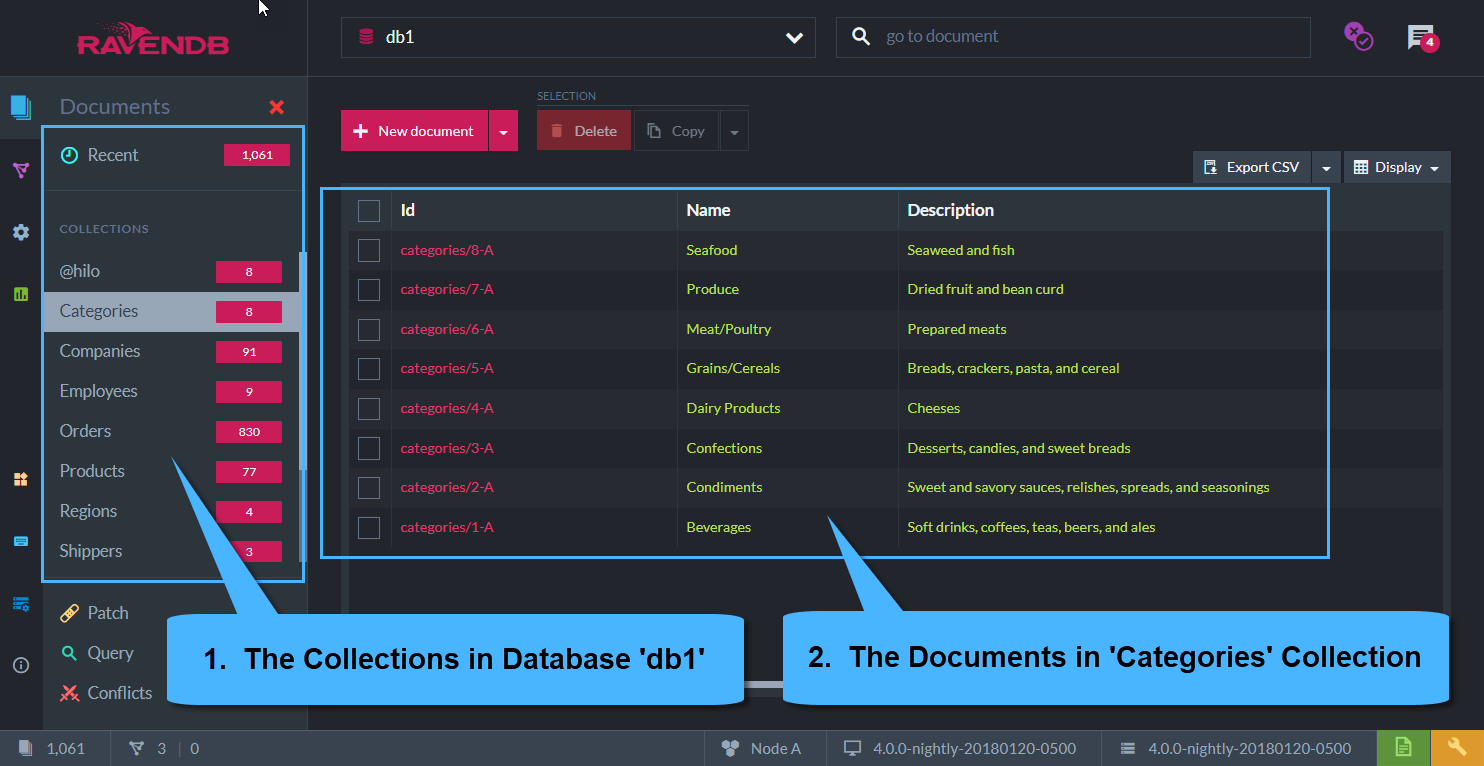 RAVENDB
db1
go to document
4
Documents
SELECTION
New document
Delete
Copy
Recent 1,061
Export CSV
Display
COLLECTIONS
@hilo 8
Categories 8
Companies 91
Employees 9
Orders 830
Products 77
Regions 4
Shippers 3
Id Name Description
categories/8-A Seafood Seaweed and fish
categories/7-A Produce Dried fruit and bean curd
categories/6-A Meat/Poultry Prepared meats
categories/5-A Grains/Cereals Breads, crackers, pasta, and cereal
categories/4-A Dairy Products Cheeses
categories/3-A Confections Desserts, candies, and sweet breads
categories/2-A Condiments Sweet and savory sauces, relishes, spreads, and seasonings
categories/1-A Beverages Soft drinks, coffees, teas, beers, and ales
Patch
Query
Conflicts
1. The Collections in Database 'db1'
2. The Documents in 'Categories' Collection
1,061 3 | 0 Node A 4.0.0-nightly-20180120-0500 4.0.0-nightly-20180120-0500